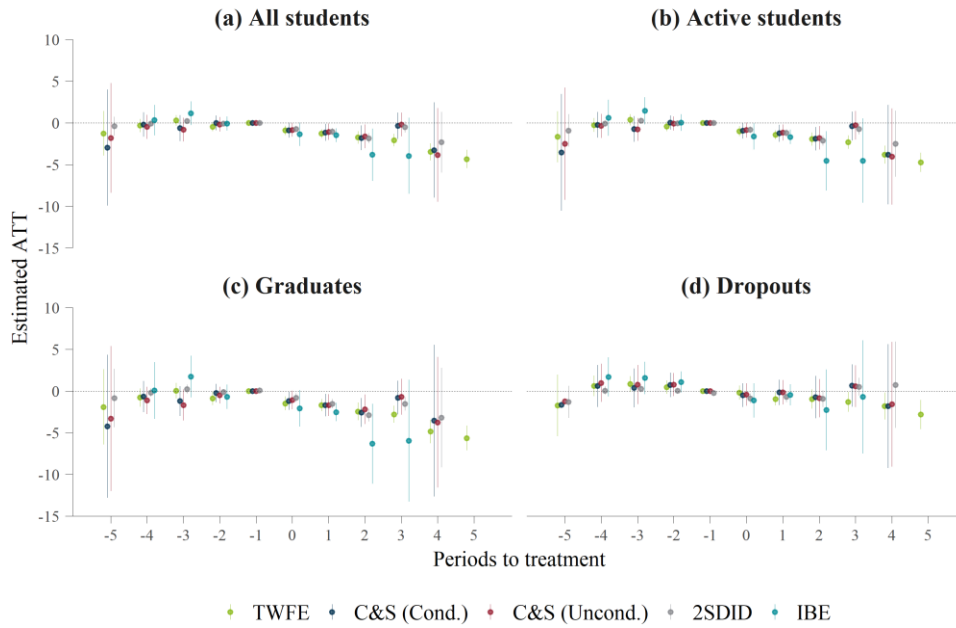 (a) All students
(b) Active students
10
5
0
-5
-10
-15
Estimated ATT
(c) Graduates
(d) Dropouts
10
5
0
-5
-10
-15
-5 -4 -3 -2 -1 0 1 2 3 4 5
-5 -4 -3 -2 -1 0 1 2 3 4 5
Periods to treatment
TWFE C&S (Cond.) C&S (Uncond.) 2SDID IBE